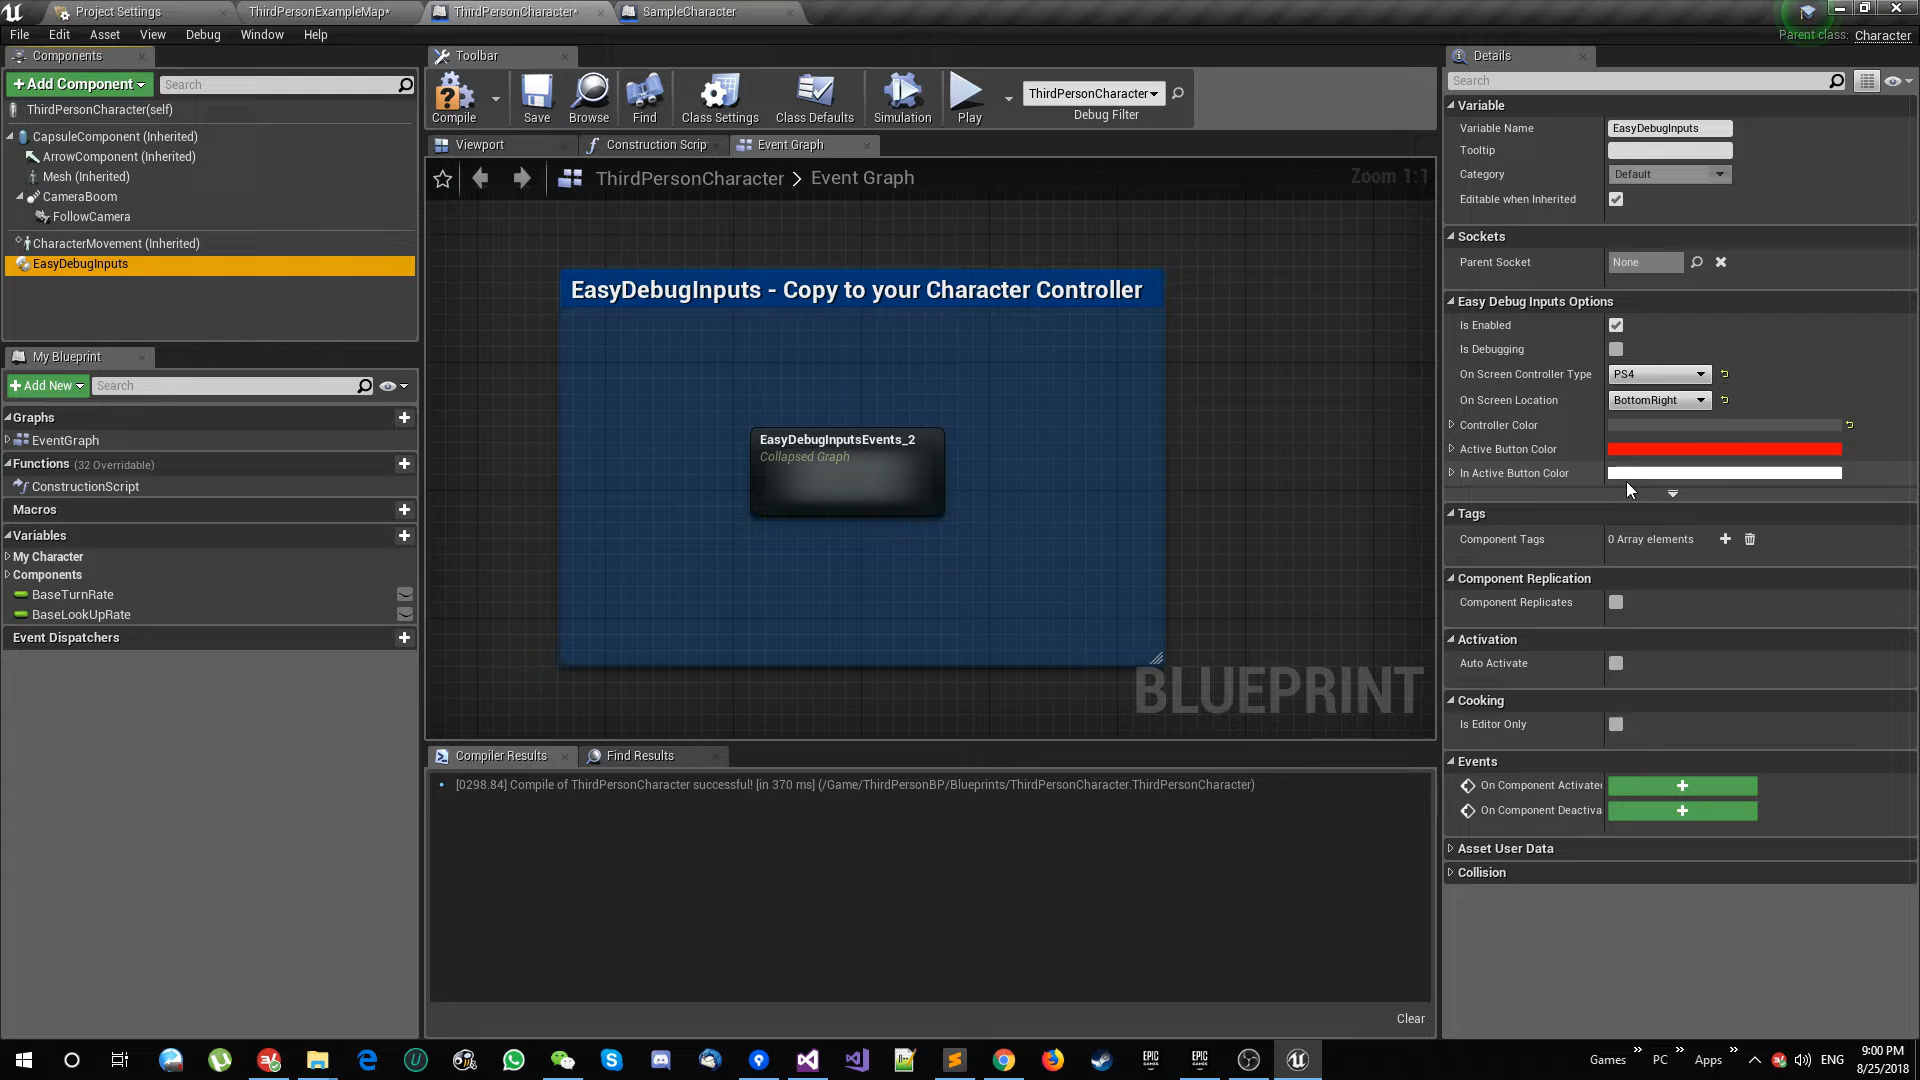 Project Settings
ThirdPersonExampleMap*
ThirdPersonCharacter*
SampleCharacter
File Edit Asset View Debug Window Help
Parent class: Character
Components
Toolbar
Details
+Add Component
Search
Search
ThirdPersonCharacter(self)
CapsuleComponent (Inherited)
ArrowComponent (Inherited)
Mesh (Inherited)
CameraBoom
FollowCamera
CharacterMovement (Inherited)
EasyDebugInputs
Compile
Save
Browse
Find
Class Settings
Class Defaults
Simulation
Play
ThirdPersonCharacter
Debug Filter
Viewport
Construction Scrip
Event Graph
ThirdPersonCharacter > Event Graph
Zoom 1:1
EasyDebugInputs - Copy to your Character Controller
EasyDebugInputsEvents_2
Collapsed Graph
BLUEPRINT
My Blueprint
+Add New
Search
Graphs
EventGraph
Functions (32 Overridable)
ConstructionScript
Macros
Variables
My Character
Components
BaseTurnRate
BaseLookUpRate
Event Dispatchers
Compiler Results
Find Results
[0298.84] Compile of ThirdPersonCharacter successful! [in 370 ms] (/Game/ThirdPersonBP/Blueprints/ThirdPersonCharacter.ThirdPersonCharacter)
Clear
Variable
Variable Name EasyDebugInputs
Tooltip
Category Default
Editable when Inherited
Sockets
Parent Socket None
Easy Debug Inputs Options
Is Enabled
Is Debugging
On Screen Controller Type PS4
On Screen Location BottomRight
Controller Color
Active Button Color
In Active Button Color
Tags
Component Tags 0 Array elements
Component Replication
Component Replicates
Activation
Auto Activate
Cooking
Is Editor Only
Events
On Component Activate
On Component Deactiva
Asset User Data
Collision
EPIC GAMES
EPIC GAMES
Games
PC
Apps
ENG
9:00 PM
8/25/2018